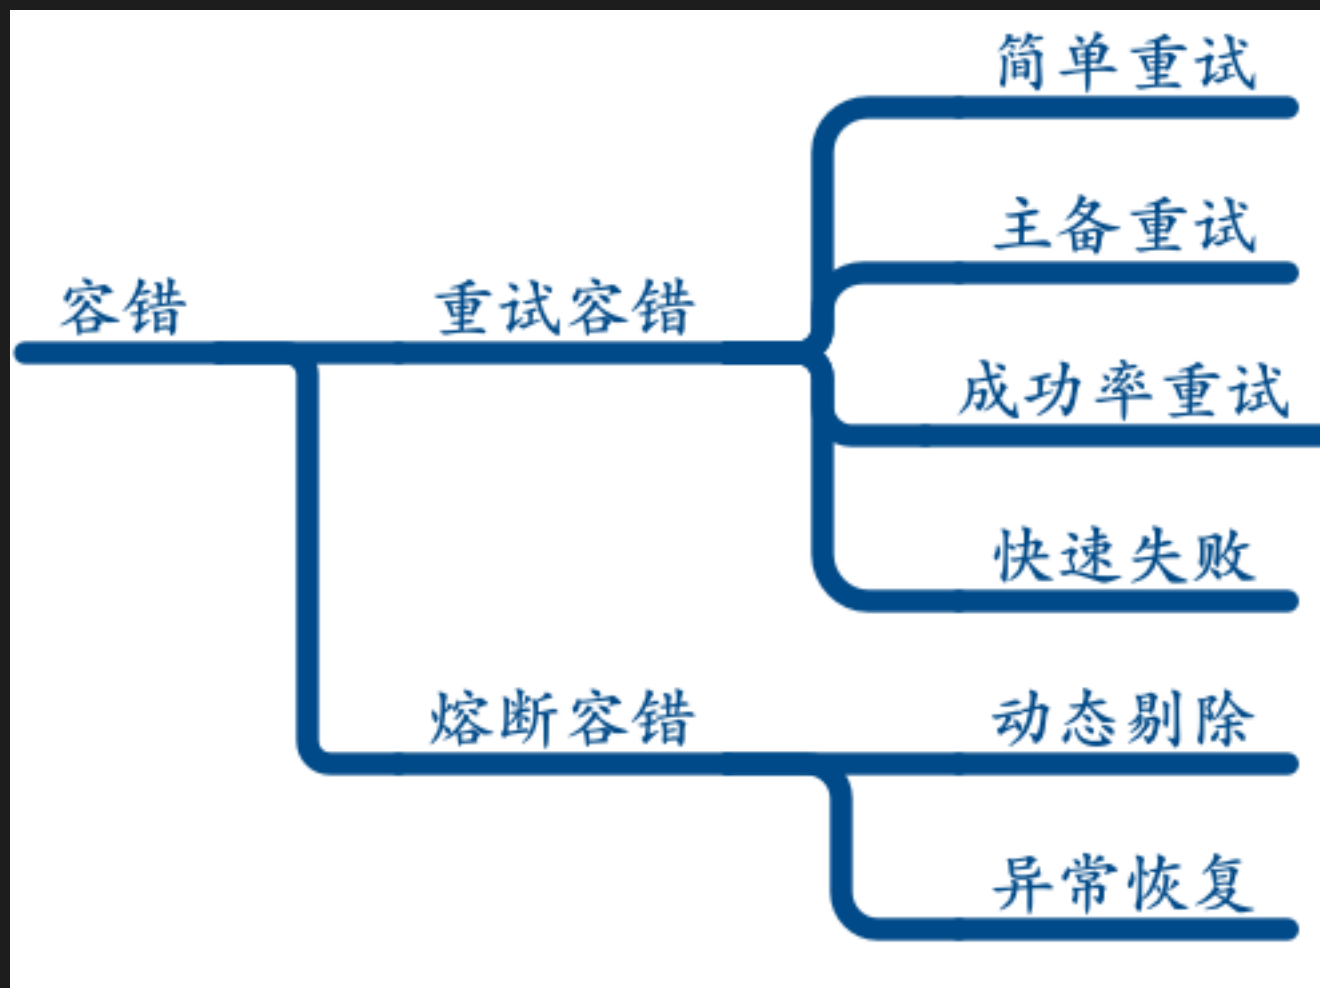 容错
重试容错
简单重试
主备重试
成功率重试
快速失败
熔断容错
动态剔除
异常恢复